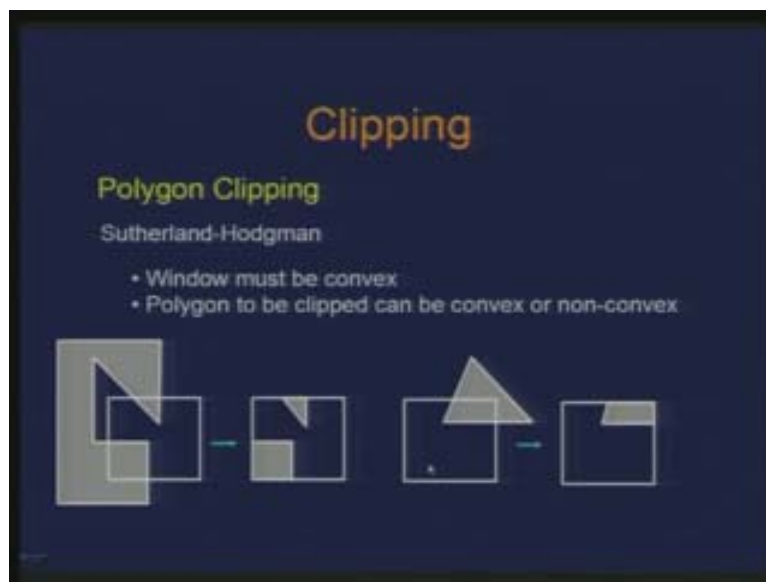 Clipping
Polygon Clipping
Sutherland-Hodgman
• Window must be convex
• Polygon to be clipped can be convex or non-convex